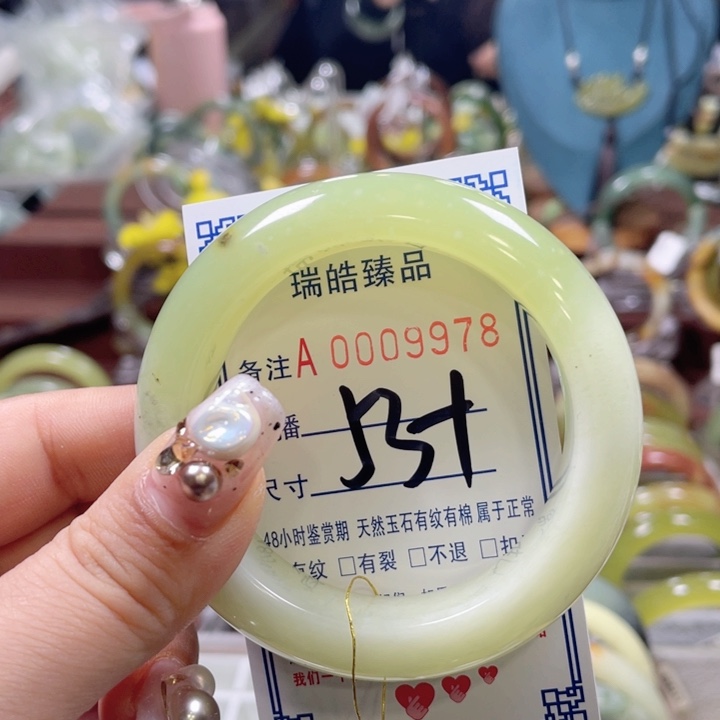 瑞皓臻品
备注A 0009978
播
尺寸
53+
48小时鉴赏期 天然玉石有纹有棉 属于正常
有纹 □有裂 □不退 □扣
我们一